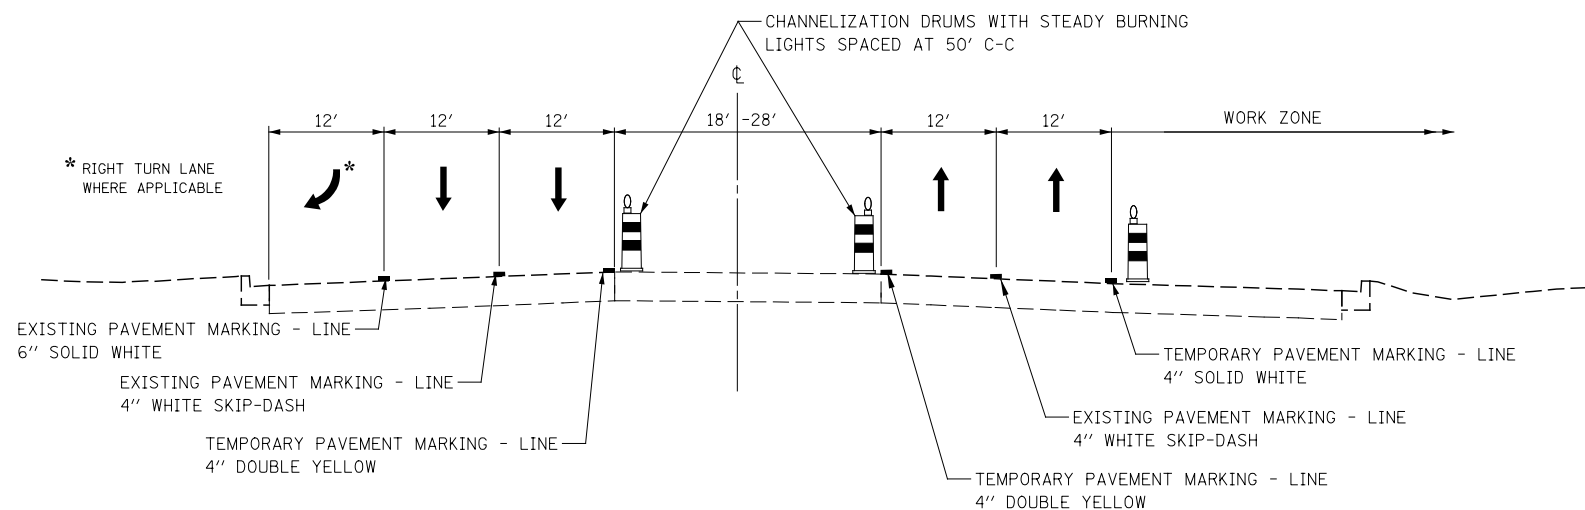 CHANNELIZATION DRUMS WITH STEADY BURNING
LIGHTS SPACED AT 50' C-C
℄
12'
12'
12'
18' -28'
12'
12'
WORK ZONE
* RIGHT TURN LANE
WHERE APPLICABLE
*
EXISTING PAVEMENT MARKING - LINE
6" SOLID WHITE
EXISTING PAVEMENT MARKING - LINE
4" WHITE SKIP-DASH
TEMPORARY PAVEMENT MARKING - LINE
4" DOUBLE YELLOW
TEMPORARY PAVEMENT MARKING - LINE
4" SOLID WHITE
EXISTING PAVEMENT MARKING - LINE
4" WHITE SKIP-DASH
TEMPORARY PAVEMENT MARKING - LINE
4" DOUBLE YELLOW